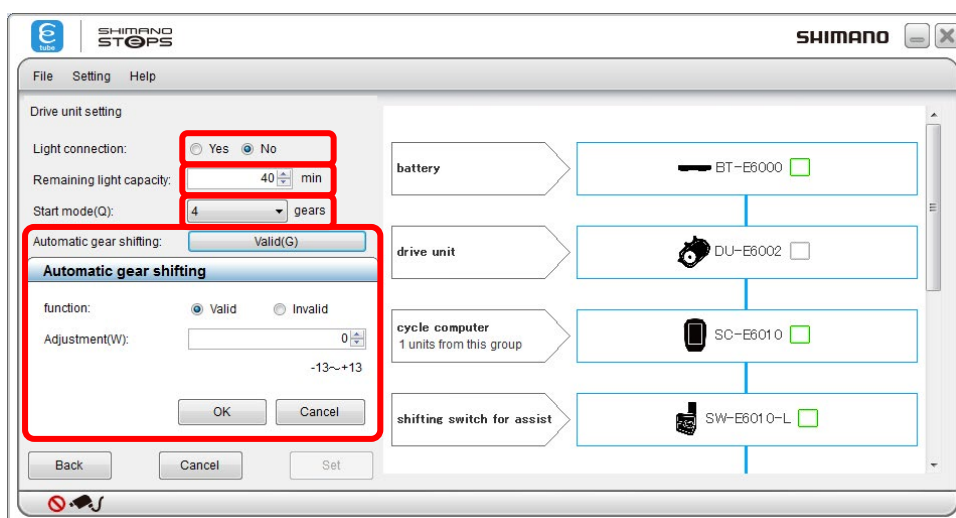 E
tube
SHIMANO
STEPS
SHIMANO
File Setting Help
Drive unit setting
Light connection: Yes No
Remaining light capacity: 40 min
Start mode(Q): 4 gears
Automatic gear shifting: Valid(G)
Automatic gear shifting
function: Valid Invalid
Adjustment(W): 0
-13~+13
OK Cancel
Back Cancel Set
battery
BT-E6000
drive unit
DU-E6002
cycle computer
1 units from this group
SC-E6010
shifting switch for assist
SW-E6010-L